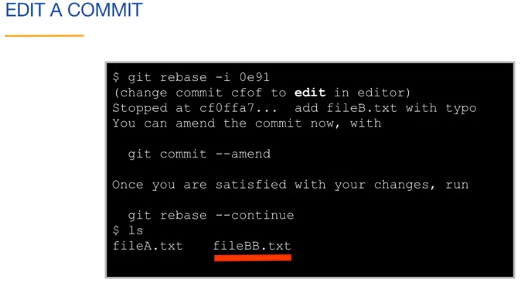 EDIT A COMMIT
$ git rebase -i 0e91
(change commit cfof to edit in editor)
Stopped at cf0ffa7... add fileB.txt with typo
You can amend the commit now, with
git commit --amend
Once you are satisfied with your changes, run
git rebase --continue
$ ls
fileA.txt fileBB.txt